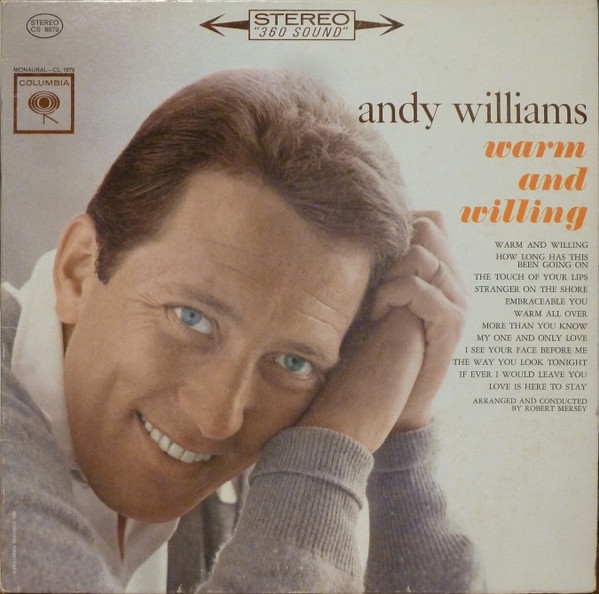 STEREO
"360 SOUND"
STEREO
CS 8679
MONAURAL—CL 1879
COLUMBIA
andy williams
warm
and
willing
WARM AND WILLING
HOW LONG HAS THIS
BEEN GOING ON
THE TOUCH OF YOUR LIPS
STRANGER ON THE SHORE
EMBRACEABLE YOU
WARM ALL OVER
MORE THAN YOU KNOW
MY ONE AND ONLY LOVE
I SEE YOUR FACE BEFORE ME
THE WAY YOU LOOK TONIGHT
IF EVER I WOULD LEAVE YOU
LOVE IS HERE TO STAY
ARRANGED AND CONDUCTED
BY ROBERT MERSEY